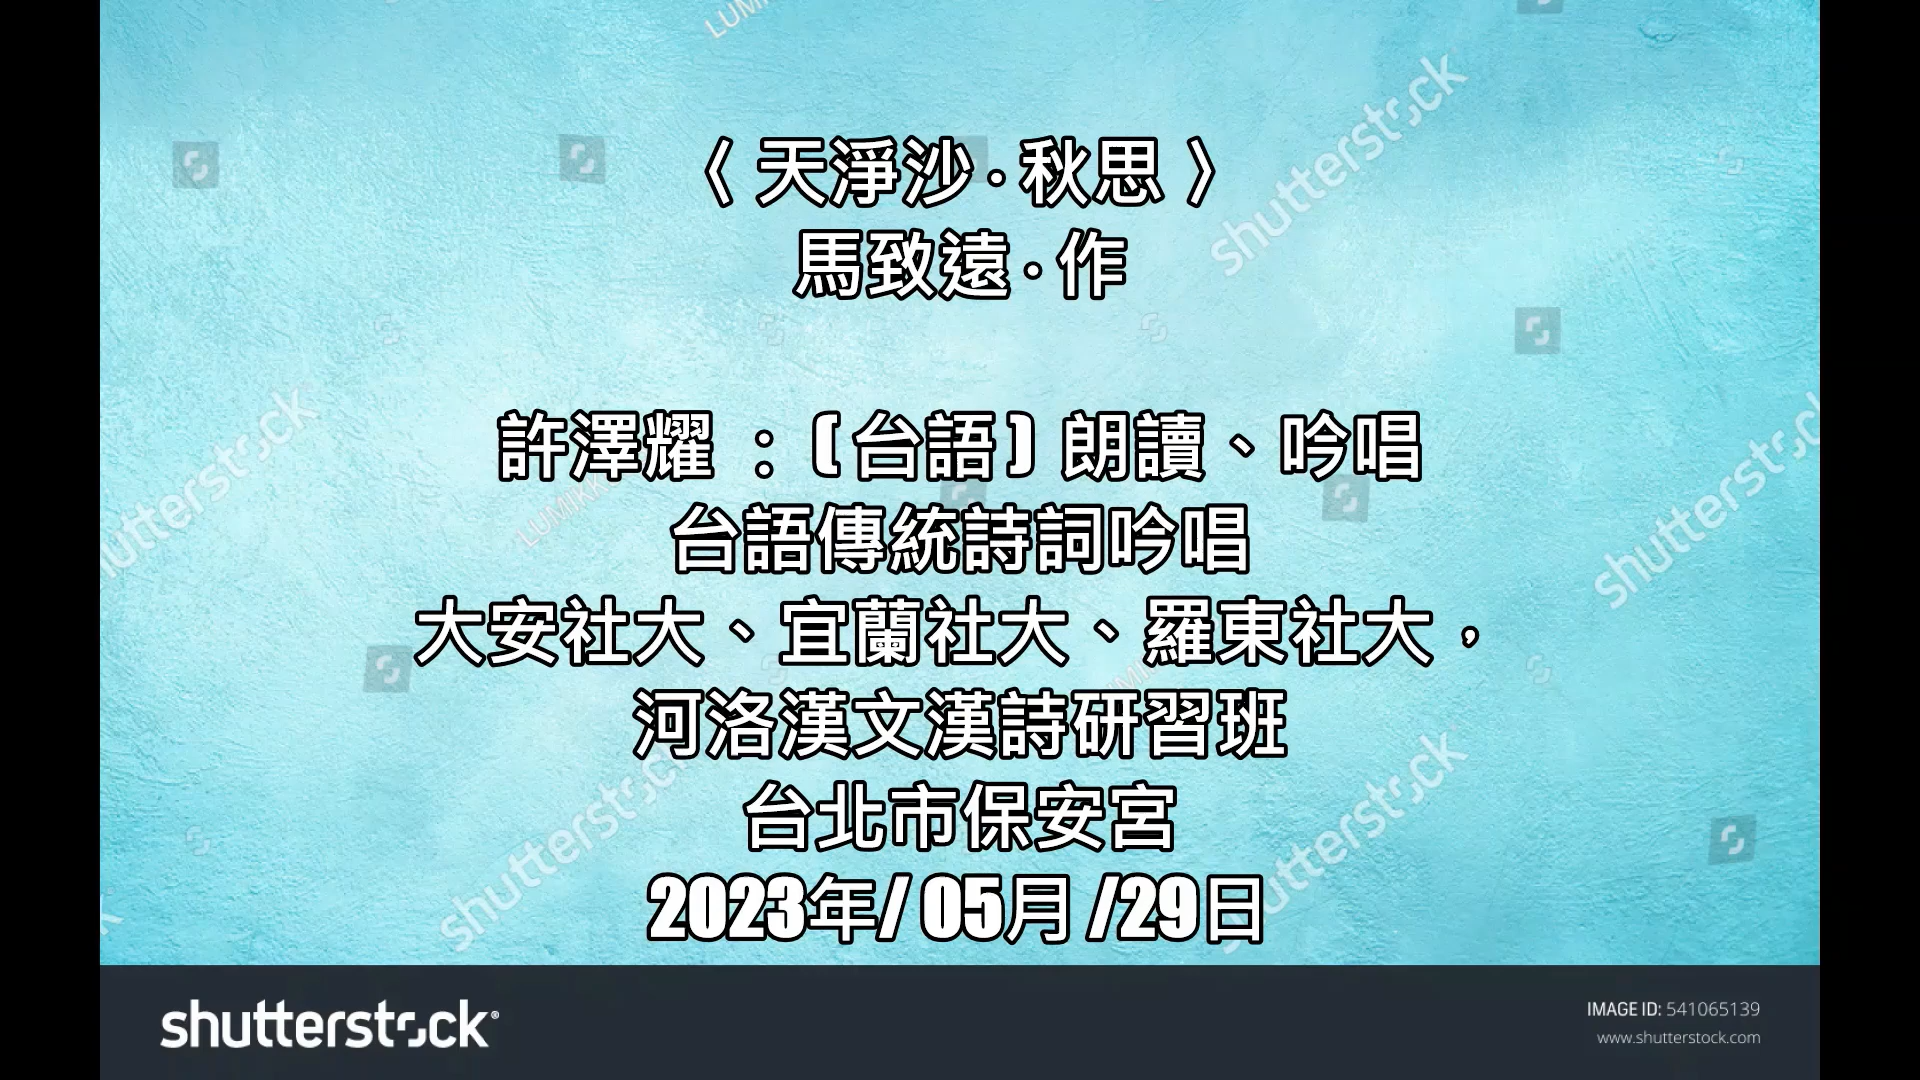 〈 天淨沙·秋思 〉
馬致遠·作
許澤耀 ：(台語) 朗讀、吟唱
台語傳統詩詞吟唱
大安社大、宜蘭社大、羅東社大，
河洛漢文漢詩研習班
台北市保安宮
2023年/ 05月 /29日
shutterstock
IMAGE ID: 541065139
www.shutterstock.com